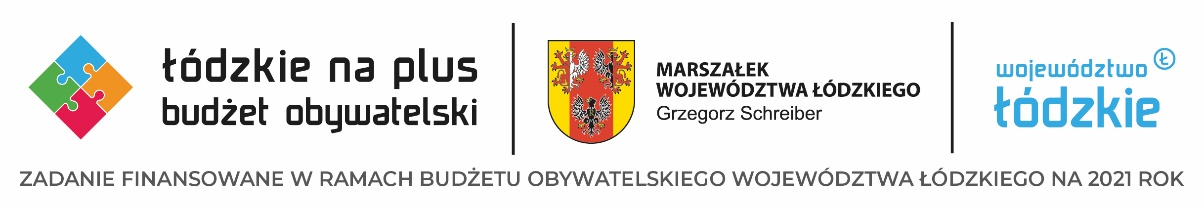 łódzkie na plus
budżet obywatelski
MARSZAŁEK
WOJEWÓDZTWA ŁÓDZKIEGO
Grzegorz Schreiber
województwo Ł
łódzkie
ZADANIE FINANSOWANE W RAMACH BUDŻETU OBYWATELSKIEGO WOJEWÓDZTWA ŁÓDZKIEGO NA 2021 ROK